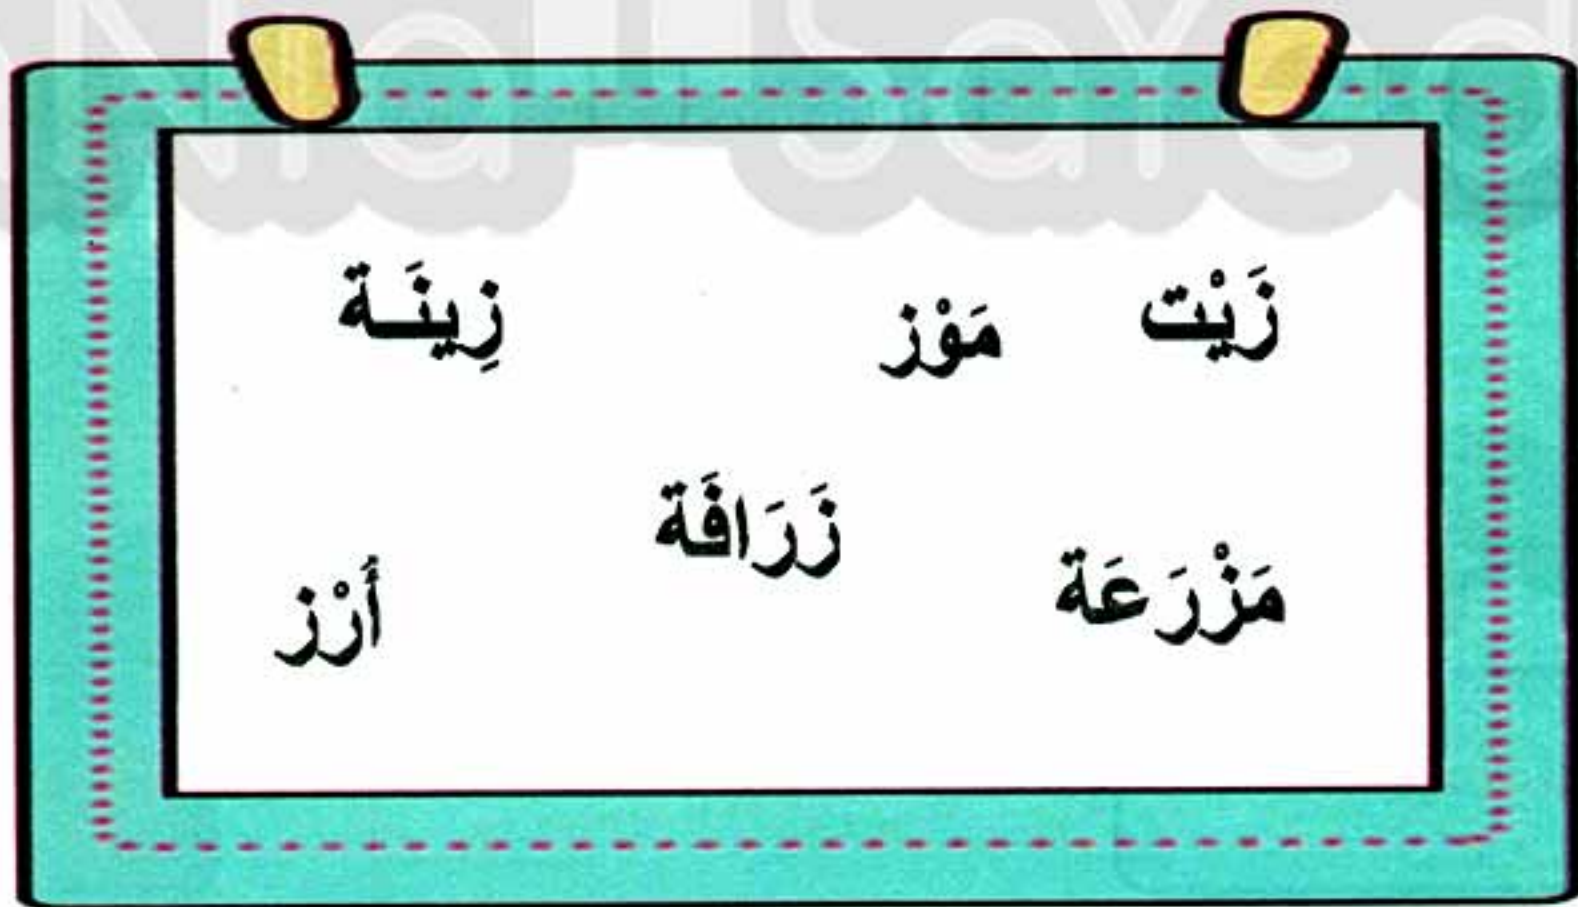 زَيْت مَوْز زِينَـة
زَرَافَة
مَزْرَعَة أَرْز